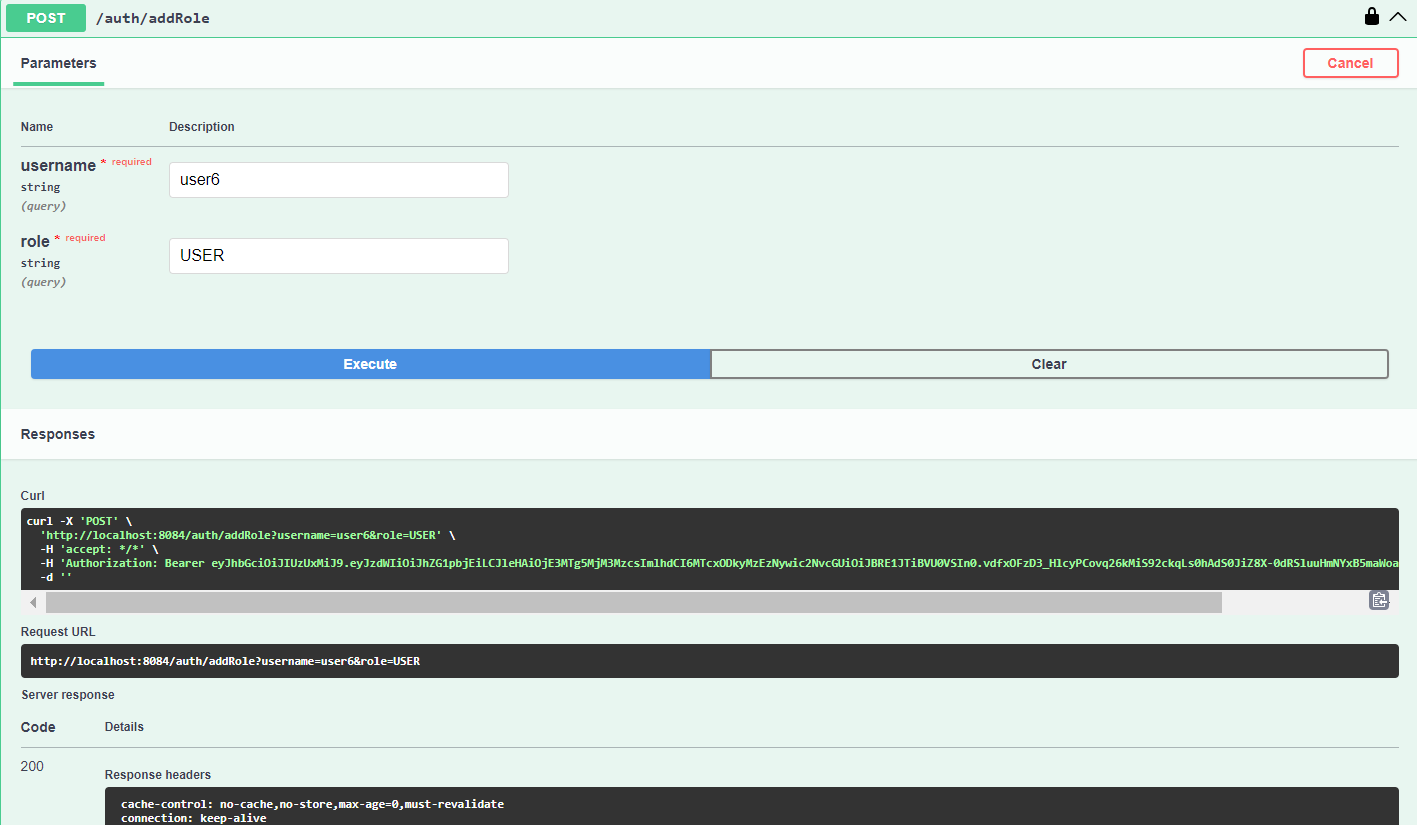 POST /auth/addRole
Parameters
Cancel
Name Description
username * required
string
(query)
user6
role * required
string
(query)
USER
Execute
Clear
Responses
Curl
curl -X 'POST' \
'http://localhost:8084/auth/addRole?username=user6&role=USER' \
-H 'accept: */*' \
-H 'Authorization: Bearer eyJhbGciOiJIUzUxMiJ9.eyJzdWIiOiJhZG1pbjEiLCJleHAiOjE3MTg5MjM3MzcsImlhdCI6MTcxODkyMzEzNywic2NvcGUiOiJBRE1JTiBVU0VSIn0.vdfxOFzD3_HlcyPCovq26kMiS92ckqLs0hAdS0JiZ8X-0dRSluuHmNYxB5maWoa
-d ''
Request URL
http://localhost:8084/auth/addRole?username=user6&role=USER
Server response
Code Details
200
Response headers
cache-control: no-cache,no-store,max-age=0,must-revalidate
connection: keep-alive